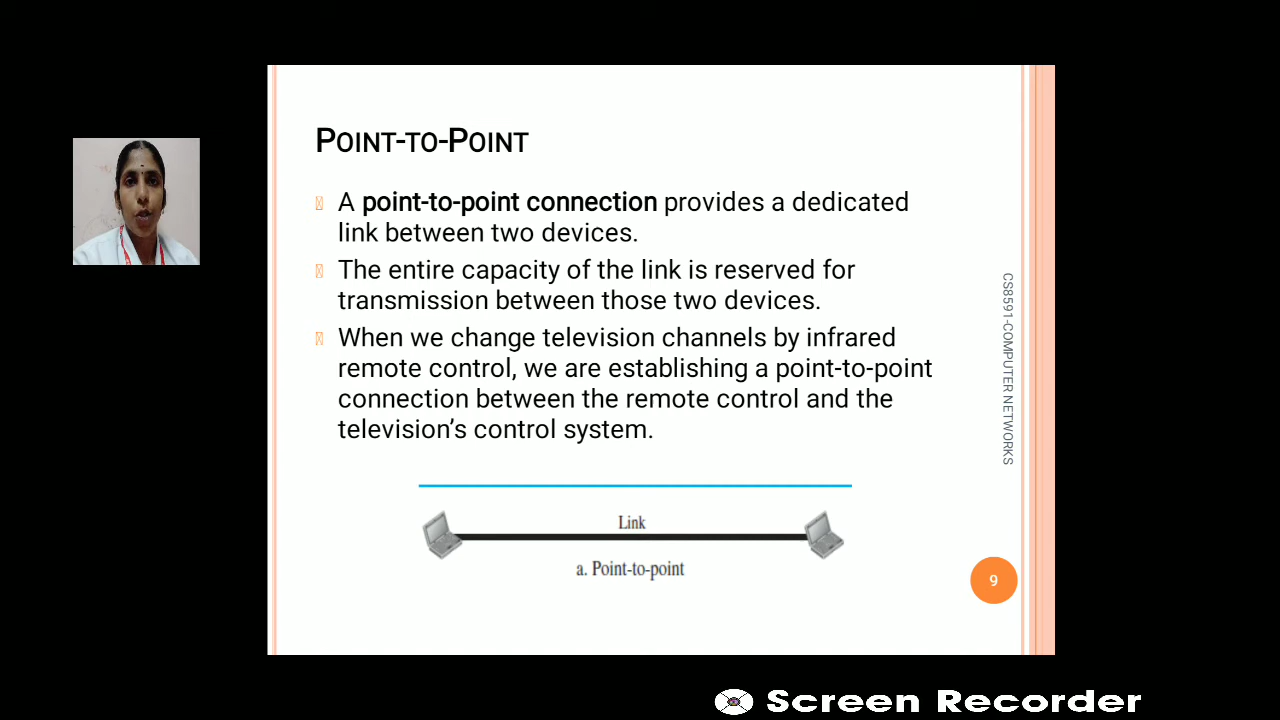 POINT-TO-POINT
A point-to-point connection provides a dedicated
link between two devices.
The entire capacity of the link is reserved for
transmission between those two devices.
When we change television channels by infrared
remote control, we are establishing a point-to-point
connection between the remote control and the
television’s control system.
CS8591-COMPUTER NETWORKS
Link
a. Point-to-point
9
Screen Recorder